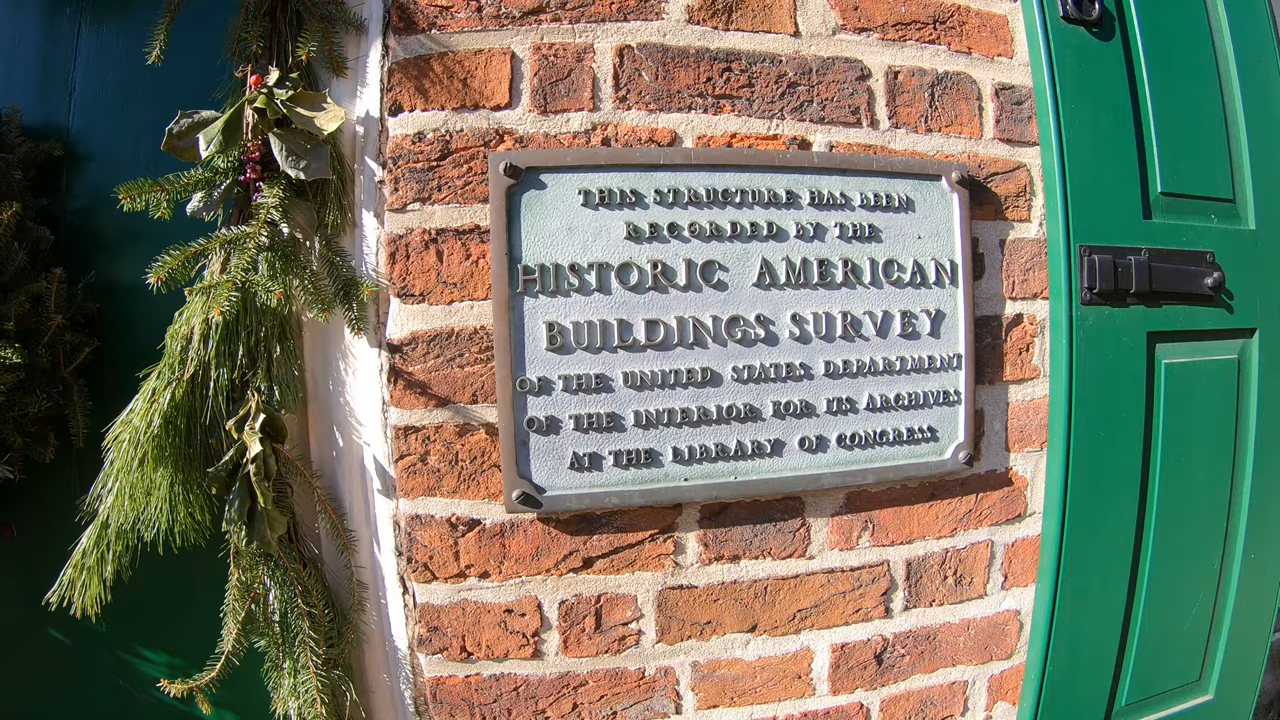 THIS STRUCTURE HAS BEEN
RECORDED BY THE
HISTORIC AMERICAN
BUILDINGS SURVEY
OF THE UNITED STATES DEPARTMENT
OF THE INTERIOR FOR ITS ARCHIVES
AT THE LIBRARY OF CONGRESS